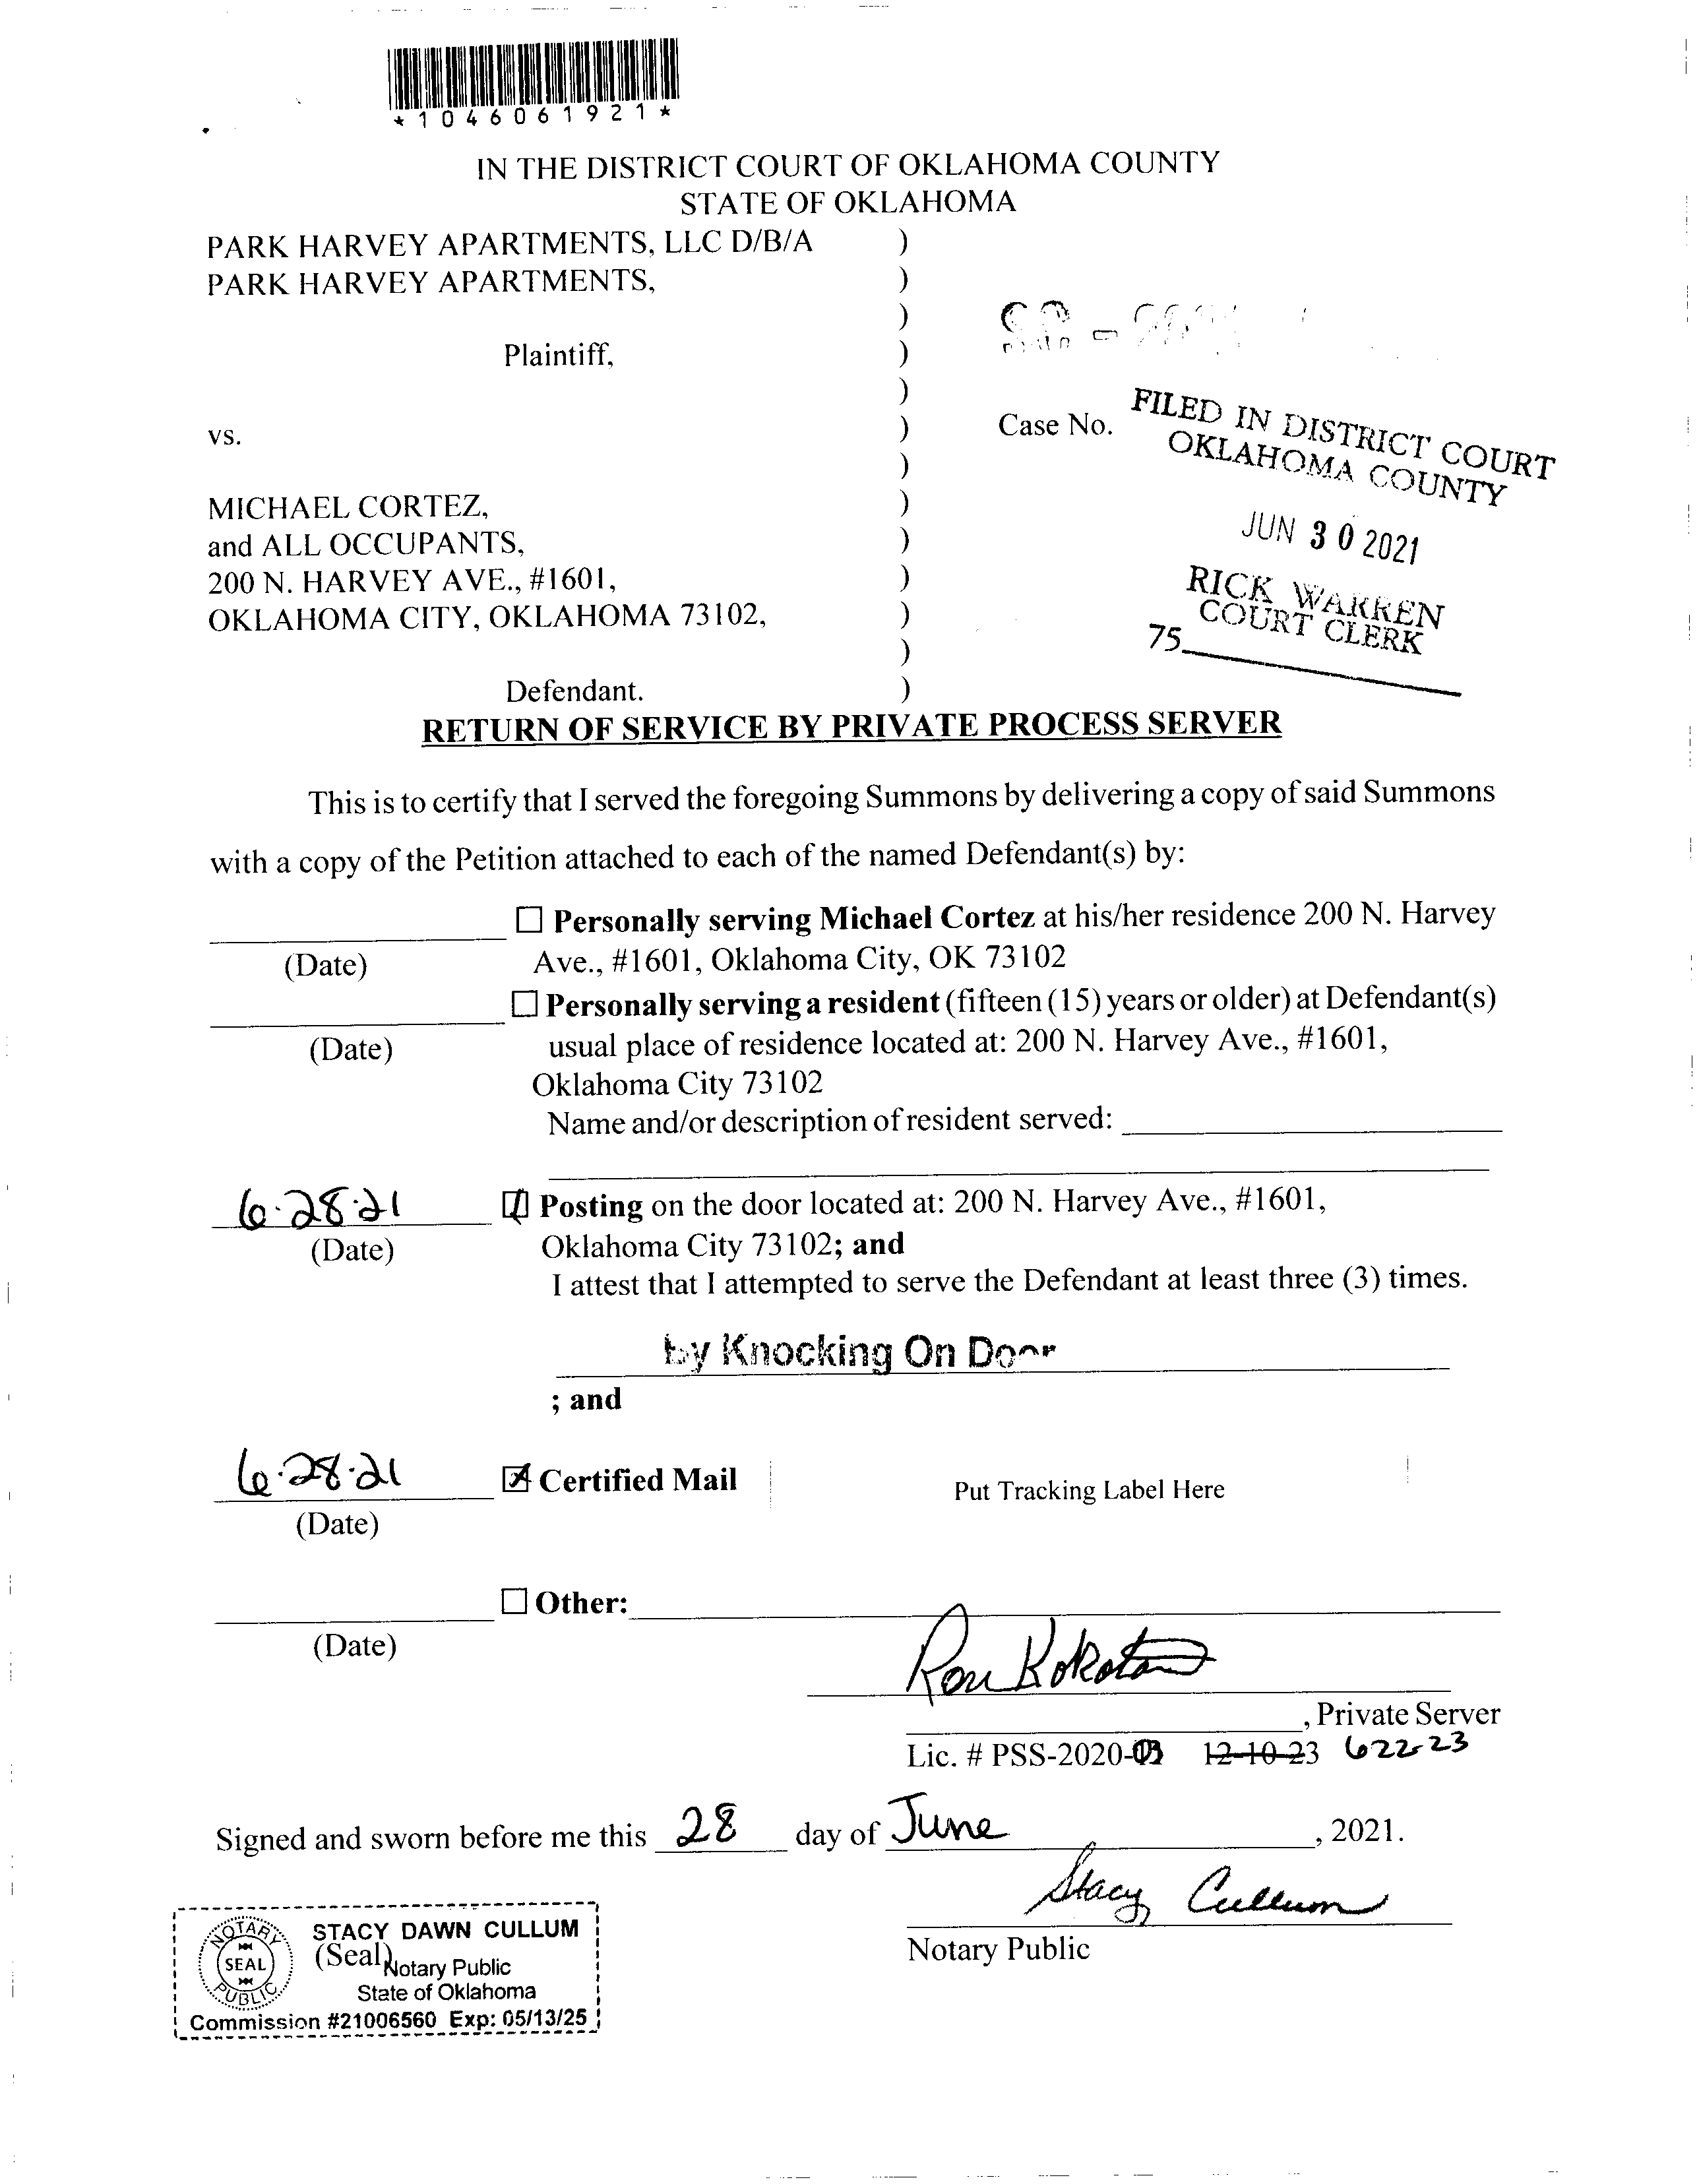 *1046061921*
IN THE DISTRICT COURT OF OKLAHOMA COUNTY
STATE OF OKLAHOMA
PARK HARVEY APARTMENTS, LLC D/B/A )
PARK HARVEY APARTMENTS, )
)
Plaintiff, )
)
vs. ) Case No.
)
MICHAEL CORTEZ, )
and ALL OCCUPANTS, )
200 N. HARVEY AVE., #1601, )
OKLAHOMA CITY, OKLAHOMA 73102, )
)
Defendant. )
FILED IN DISTRICT COURT
OKLAHOMA COUNTY
JUN 30 2021
RICK WARREN
COURT CLERK
75
RETURN OF SERVICE BY PRIVATE PROCESS SERVER
This is to certify that I served the foregoing Summons by delivering a copy of said Summons
with a copy of the Petition attached to each of the named Defendant(s) by:
☐ Personally serving Michael Cortez at his/her residence 200 N. Harvey
(Date) Ave., #1601, Oklahoma City, OK 73102
☐ Personally serving a resident (fifteen (15) years or older) at Defendant(s)
(Date) usual place of residence located at: 200 N. Harvey Ave., #1601,
Oklahoma City 73102
Name and/or description of resident served:
6·28·21 ☑ Posting on the door located at: 200 N. Harvey Ave., #1601,
(Date) Oklahoma City 73102; and
I attest that I attempted to serve the Defendant at least three (3) times.
by Knocking On Door
; and
6·28·21 ☑ Certified Mail Put Tracking Label Here
(Date)
☐ Other:
(Date)
, Private Server
Lic. # PSS-2020- 12-10-23 6-22-23
Signed and sworn before me this 28 day of June, 2021.
Stacy Cullum
Notary Public
NOTARY PUBLIC
SEAL
STACY DAWN CULLUM
(Seal) Notary Public
State of Oklahoma
Commission #21006560 Exp: 05/13/25